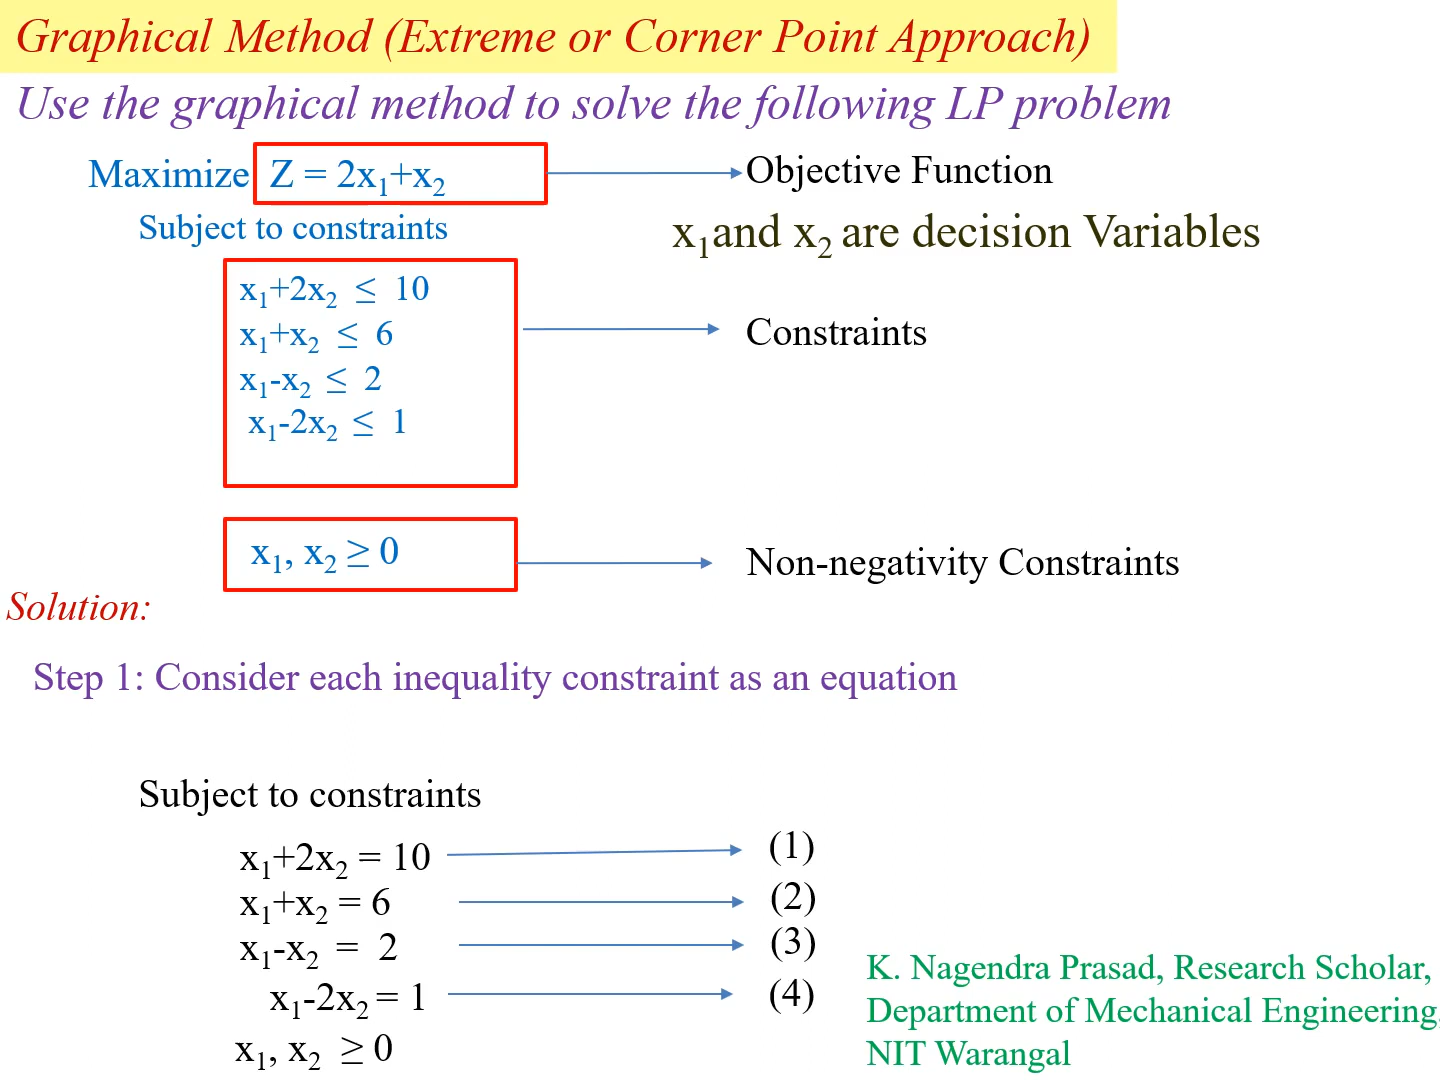 Graphical Method (Extreme or Corner Point Approach)
Use the graphical method to solve the following LP problem
Maximize Z = 2x₁+x₂
Objective Function
Subject to constraints
x₁and x₂ are decision Variables
x₁+2x₂ ≤ 10
x₁+x₂ ≤ 6
Constraints
x₁-x₂ ≤ 2
x₁-2x₂ ≤ 1
x₁, x₂ ≥ 0
Non-negativity Constraints
Solution:
Step 1: Consider each inequality constraint as an equation
Subject to constraints
x₁+2x₂ = 10 (1)
x₁+x₂ = 6 (2)
x₁-x₂ = 2 (3)
x₁-2x₂ = 1 (4)
x₁, x₂ ≥ 0
K. Nagendra Prasad, Research Scholar,
Department of Mechanical Engineering,
NIT Warangal